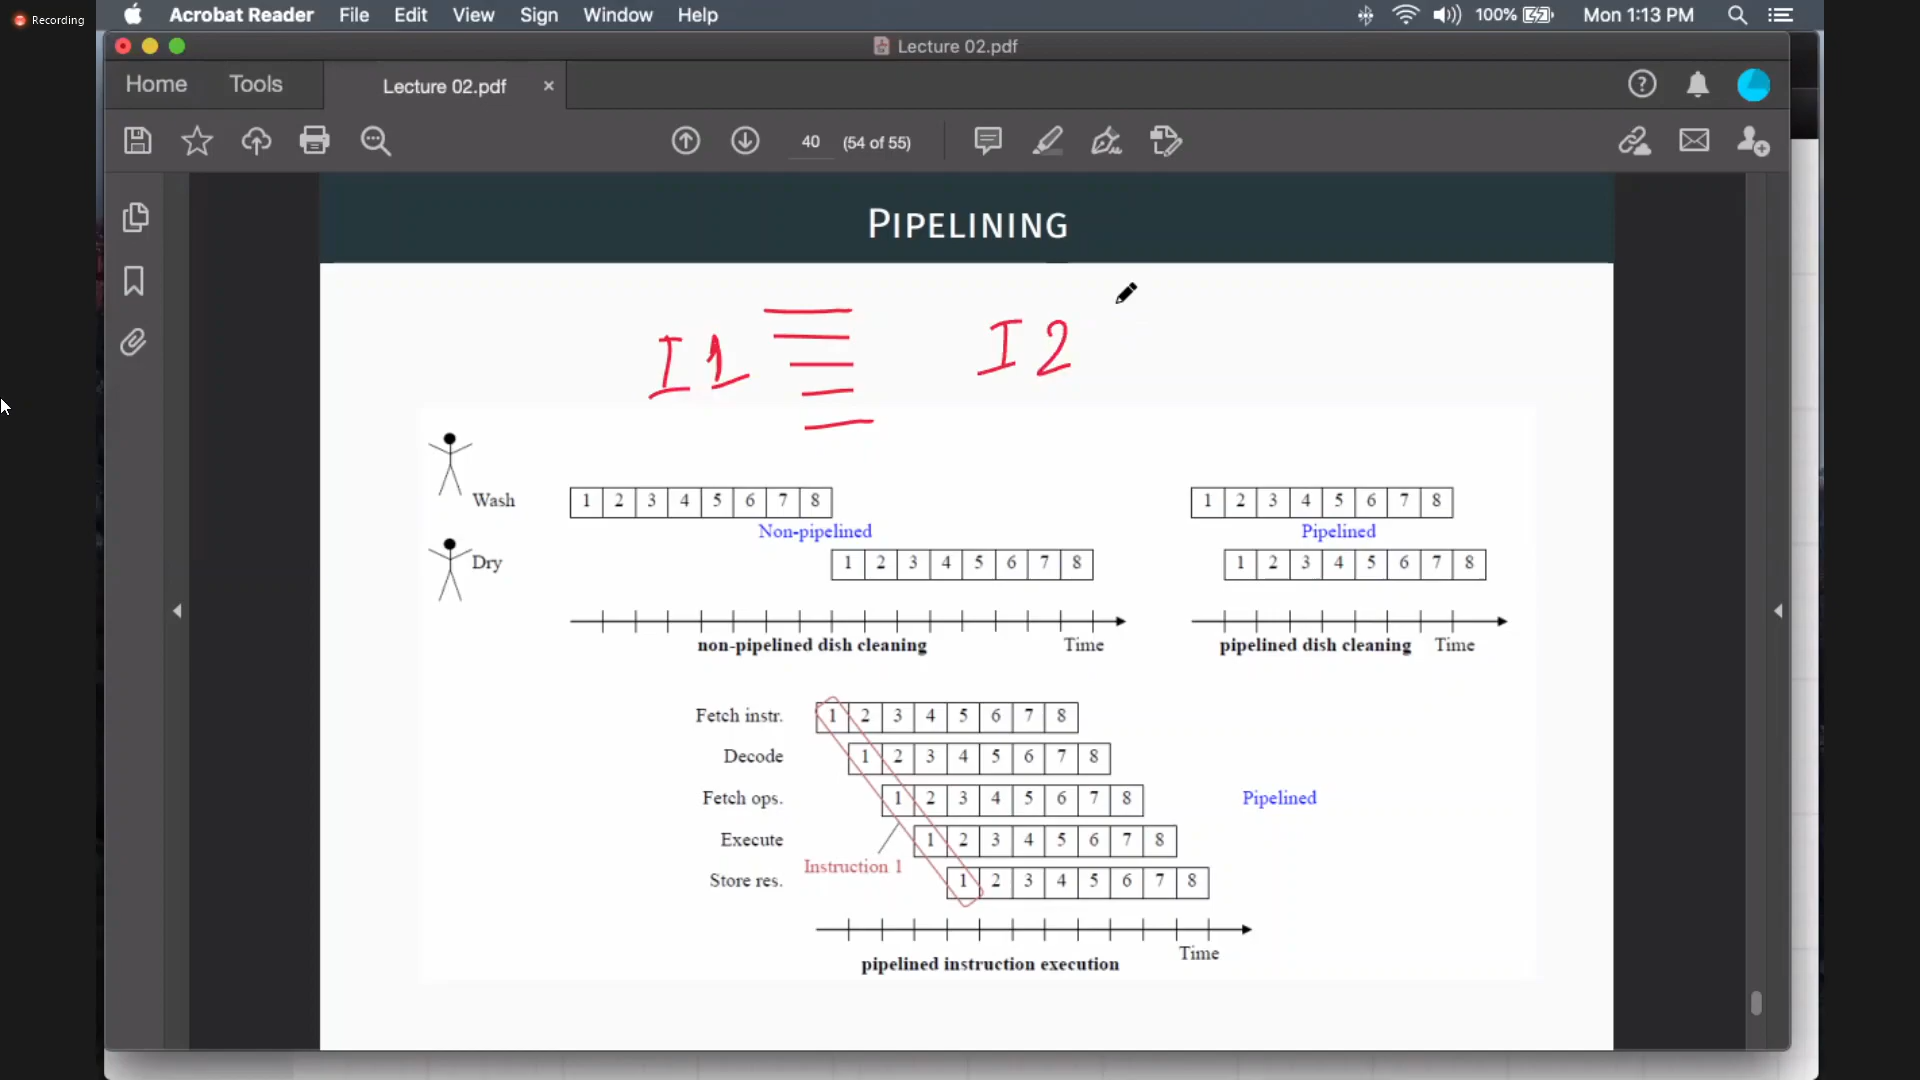 Recording
Acrobat Reader File Edit View Sign Window Help 100% Mon 1:13 PM
Lecture 02.pdf
Home Tools Lecture 02.pdf ×
40 (54 of 55)
PIPELINING
I1 I2
Wash 1 2 3 4 5 6 7 8 1 2 3 4 5 6 7 8
Non-pipelined Pipelined
Dry 1 2 3 4 5 6 7 8 1 2 3 4 5 6 7 8
non-pipelined dish cleaning Time pipelined dish cleaning Time
Fetch instr. 1 2 3 4 5 6 7 8
Decode 1 2 3 4 5 6 7 8
Fetch ops. 1 2 3 4 5 6 7 8 Pipelined
Execute 1 2 3 4 5 6 7 8
Instruction 1
Store res. 1 2 3 4 5 6 7 8
Time
pipelined instruction execution